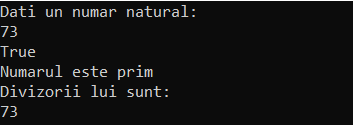 Dati un numar natural:
73
True
Numarul este prim
Divizorii lui sunt:
73